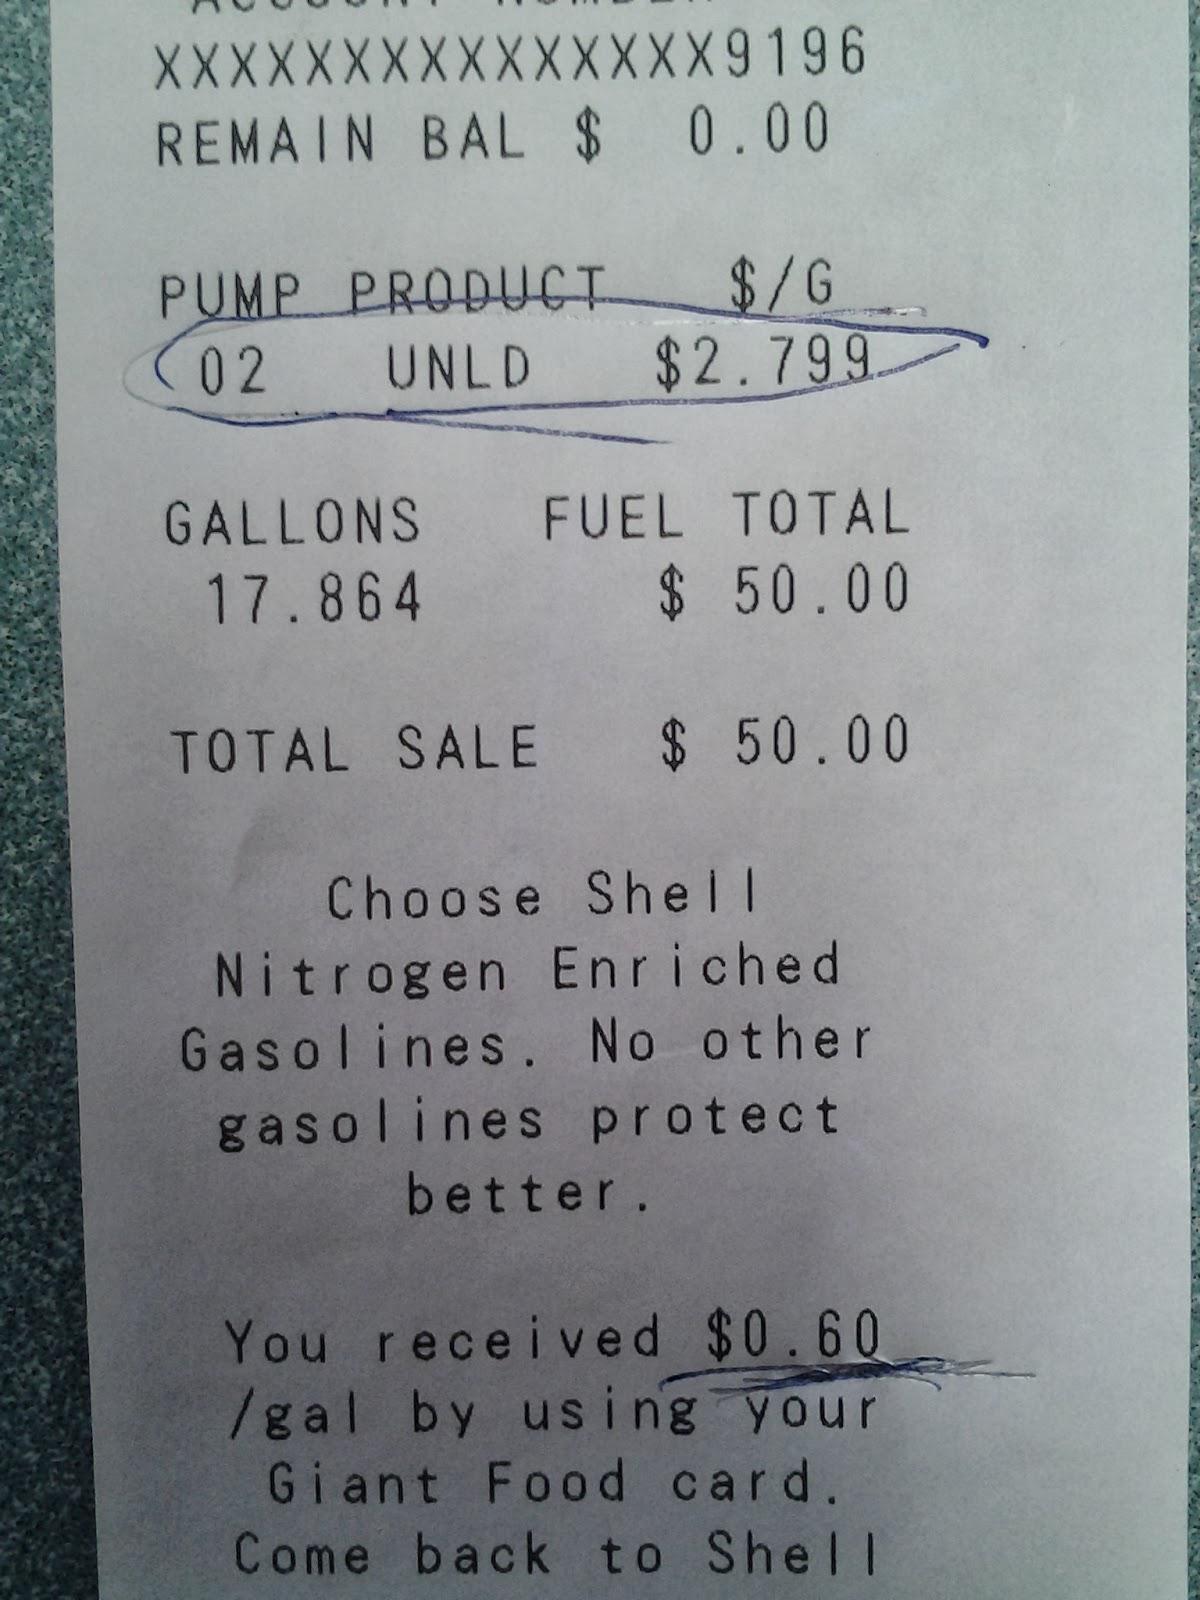 ACCOUNT NUMBER
XXXXXXXXXXXXXXX9196
REMAIN BAL $ 0.00
PUMP PRODUCT $/G
02 UNLD $2.799
GALLONS FUEL TOTAL
17.864 $ 50.00
TOTAL SALE $ 50.00
Choose Shell
Nitrogen Enriched
Gasolines. No other
gasolines protect
better.
You received $0.60
/gal by using your
Giant Food card.
Come back to Shell